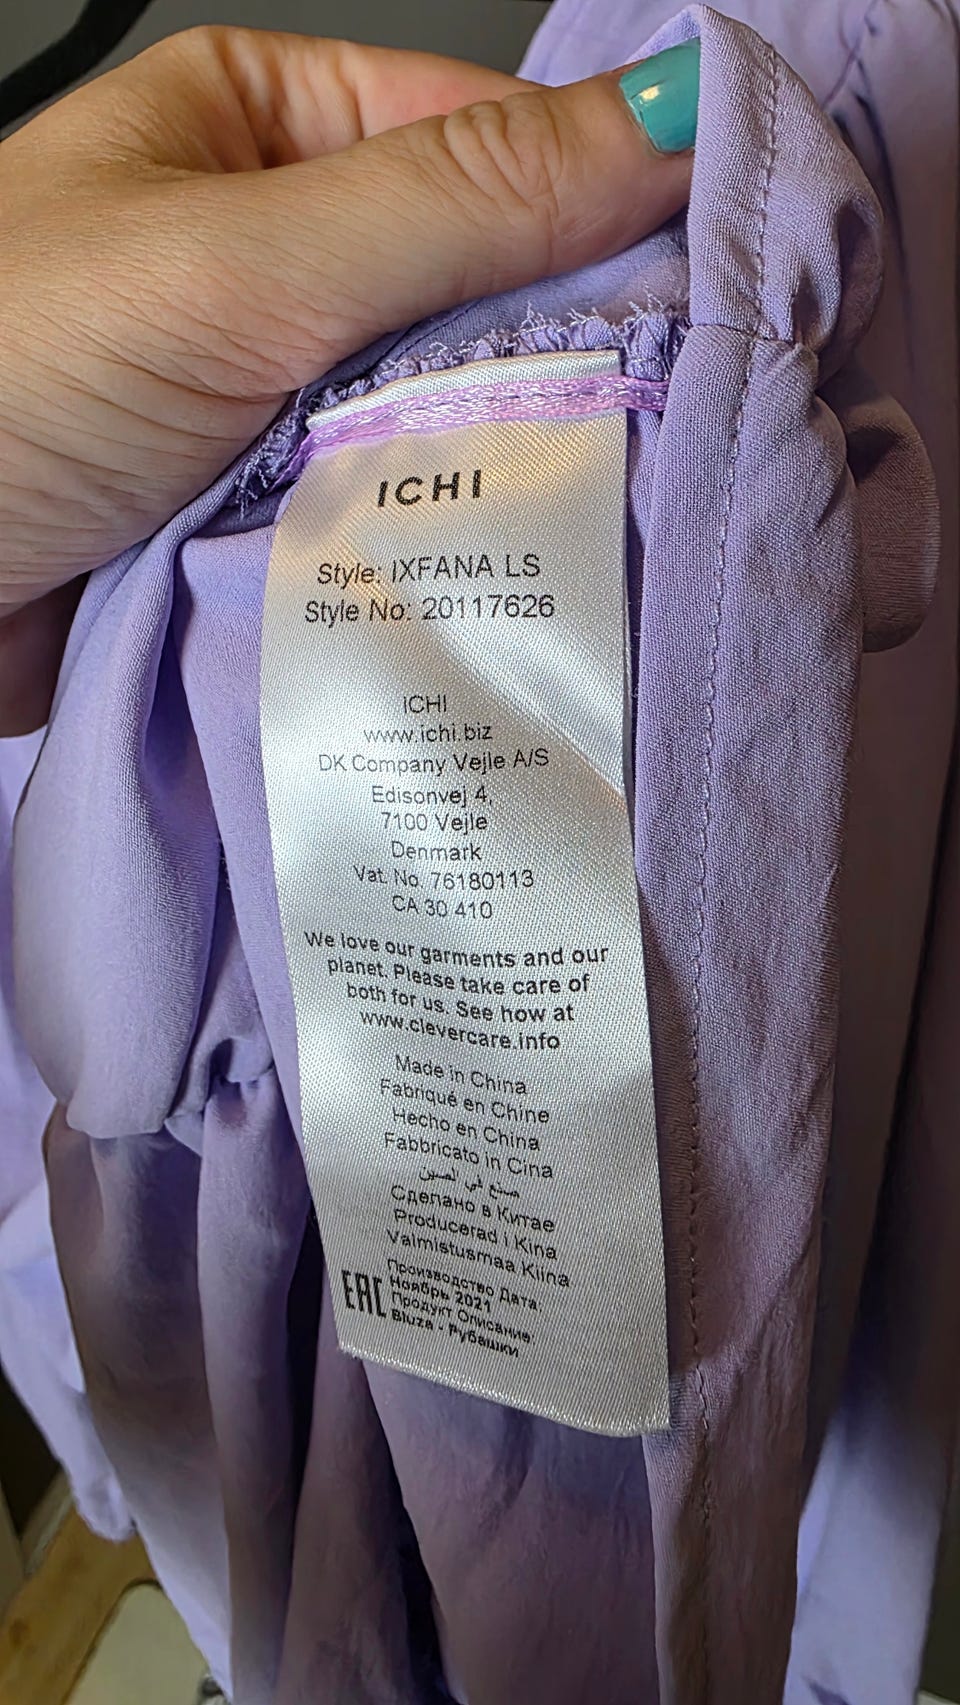 ICHI
Style: IXFANA LS
Style No: 20117626
ICHI
www.ichi.biz
DK Company Vejle A/S
Edisonvej 4,
7100 Vejle
Denmark
Vat. No. 76180113
CA 30 410
We love our garments and our
planet. Please take care of
both for us. See how at
www.clevercare.info
Made in China
Fabriqué en Chine
Hecho en China
Fabbricato in Cina
صنع في الصين
Сделано в Китае
Producerad i Kina
Valmistusmaa Kiina
EAC
Производство Дата:
Ноябрь 2021
Продукт Описание:
Bluza - Рубашки